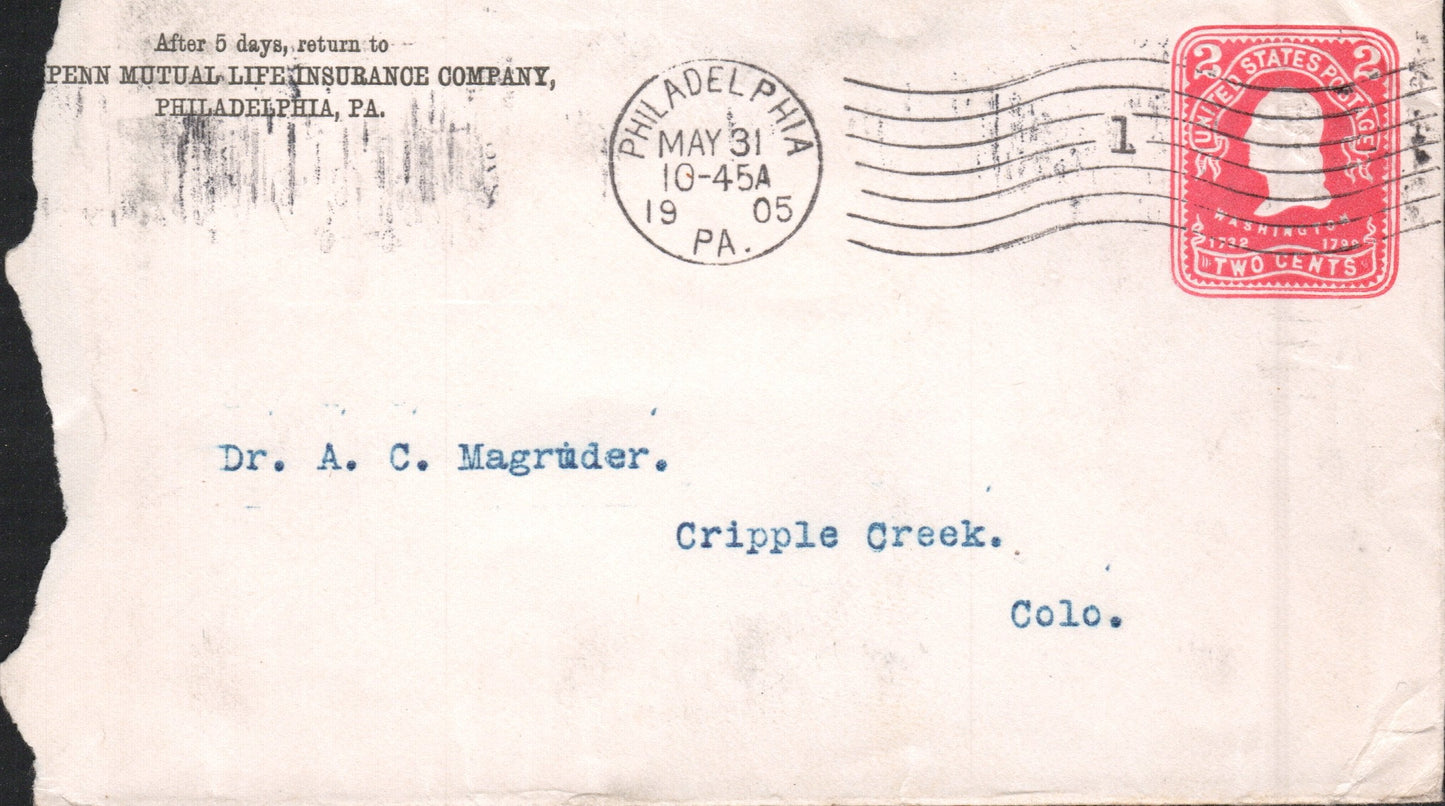 After 5 days, return to
PENN MUTUAL LIFE INSURANCE COMPANY,
PHILADELPHIA, PA.
PHILADELPHIA
MAY 31
10-45A
19 05
PA.
1
2 2
UNITED STATES POSTAGE
WASHINGTON
1732 1799
TWO CENTS
Dr. A. C. Magruder.
Cripple Creek.
Colo.